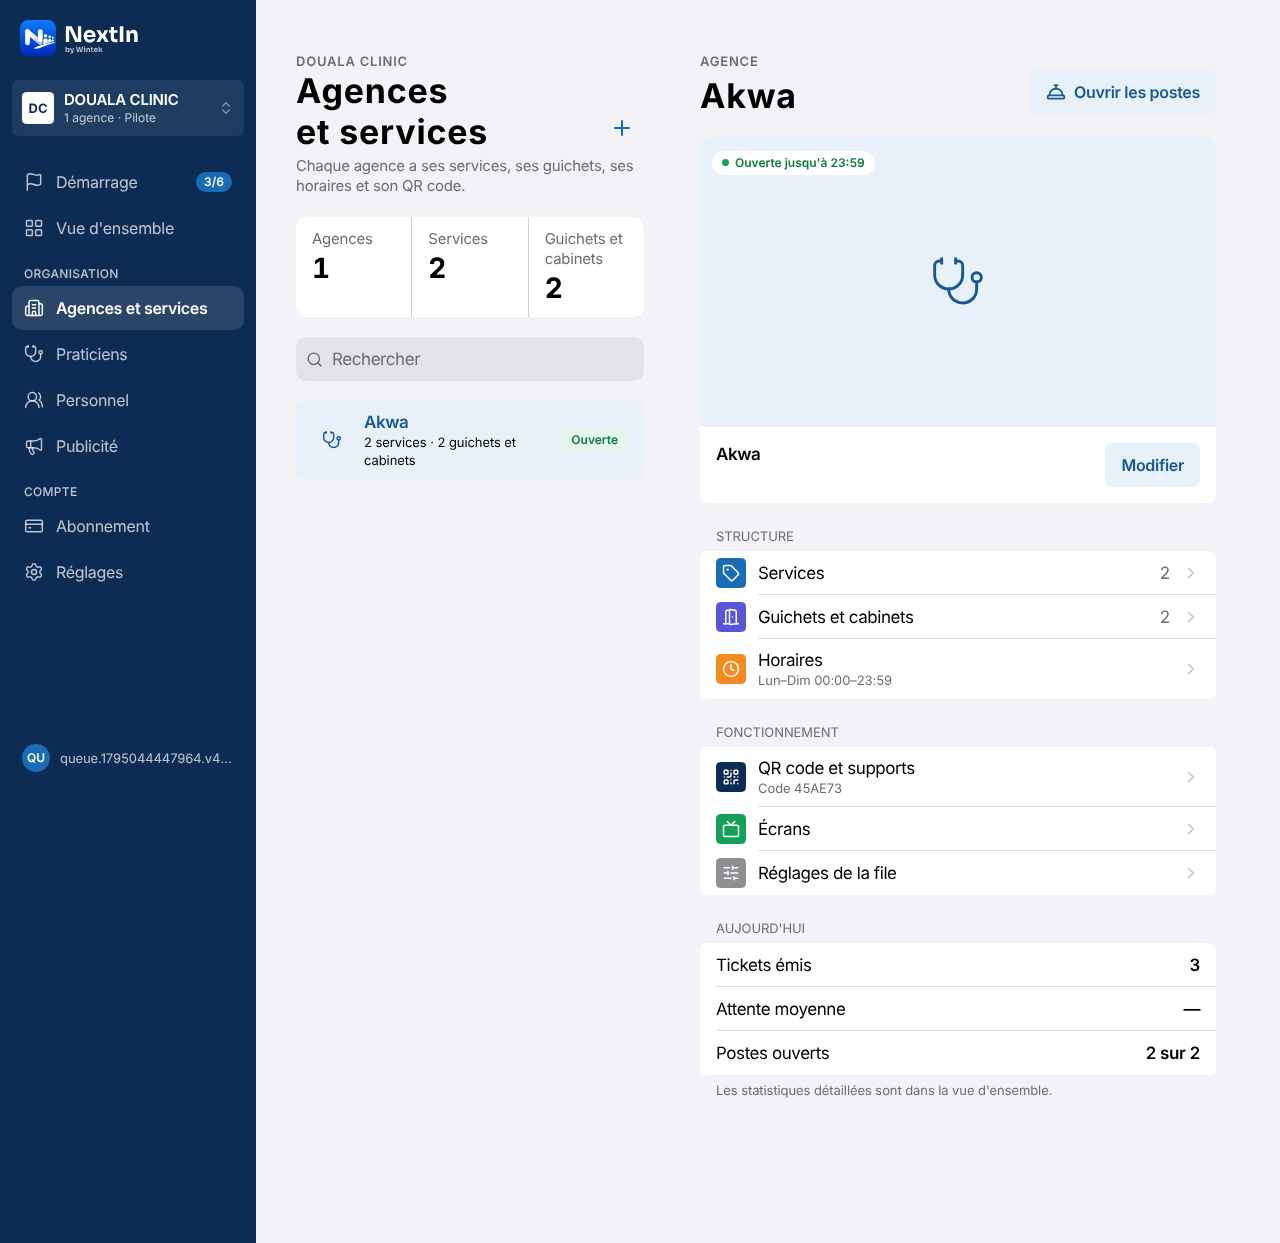 NextIn
by Wintek
DC
DOUALA CLINIC
1 agence · Pilote
Démarrage
3/6
Vue d'ensemble
ORGANISATION
Agences et services
Praticiens
Personnel
Publicité
COMPTE
Abonnement
Réglages
QU
queue.1795044447964.v4...
DOUALA CLINIC
Agences
et services
Chaque agence a ses services, ses guichets, ses
horaires et son QR code.
Agences
1
Services
2
Guichets et
cabinets
2
Rechercher
Akwa
2 services · 2 guichets et
cabinets
Ouverte
AGENCE
Akwa
Ouvrir les postes
Ouverte jusqu'à 23:59
Akwa
Modifier
STRUCTURE
Services
2
Guichets et cabinets
2
Horaires
Lun–Dim 00:00–23:59
FONCTIONNEMENT
QR code et supports
Code 45AE73
Écrans
Réglages de la file
AUJOURD'HUI
Tickets émis
3
Attente moyenne
—
Postes ouverts
2 sur 2
Les statistiques détaillées sont dans la vue d'ensemble.